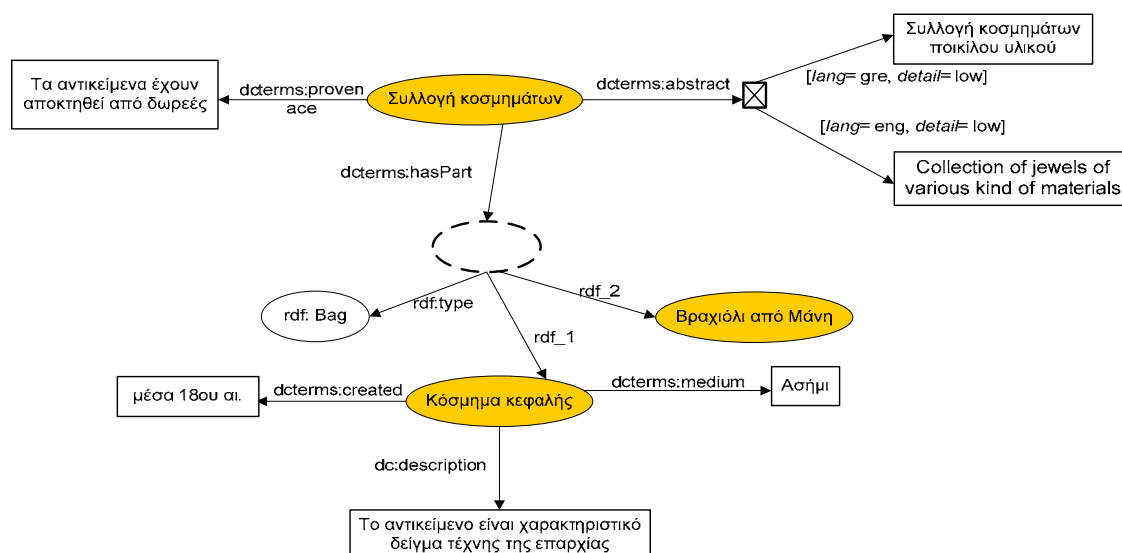 Συλλογή κοσμημάτων
ποικίλου υλικού
[lang= gre, detail= low]
Τα αντικείμενα έχουν
αποκτηθεί από δωρεές
dcterms:proven
ace
Συλλογή κοσμημάτων
dcterms:abstract
[lang= eng, detail= low]
Collection of jewels of
various kind of materials
dcterms:hasPart
rdf: Bag
rdf:type
rdf_2
Βραχιόλι από Μάνη
rdf_1
μέσα 18ου αι.
dcterms:created
Κόσμημα κεφαλής
dcterms:medium
Ασήμι
dc:description
Το αντικείμενο είναι χαρακτηριστικό
δείγμα τέχνης της επαρχίας